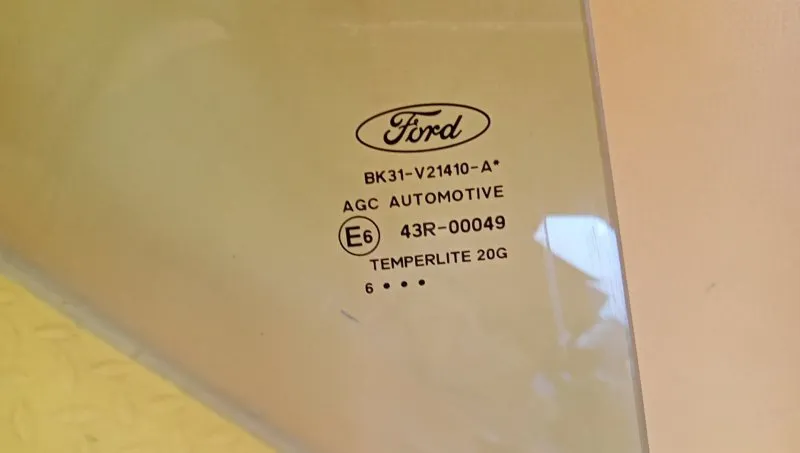 Ford
BK31-V21410-A*
AGC AUTOMOTIVE
E6 43R-00049
TEMPERLITE 20G
6 • • •